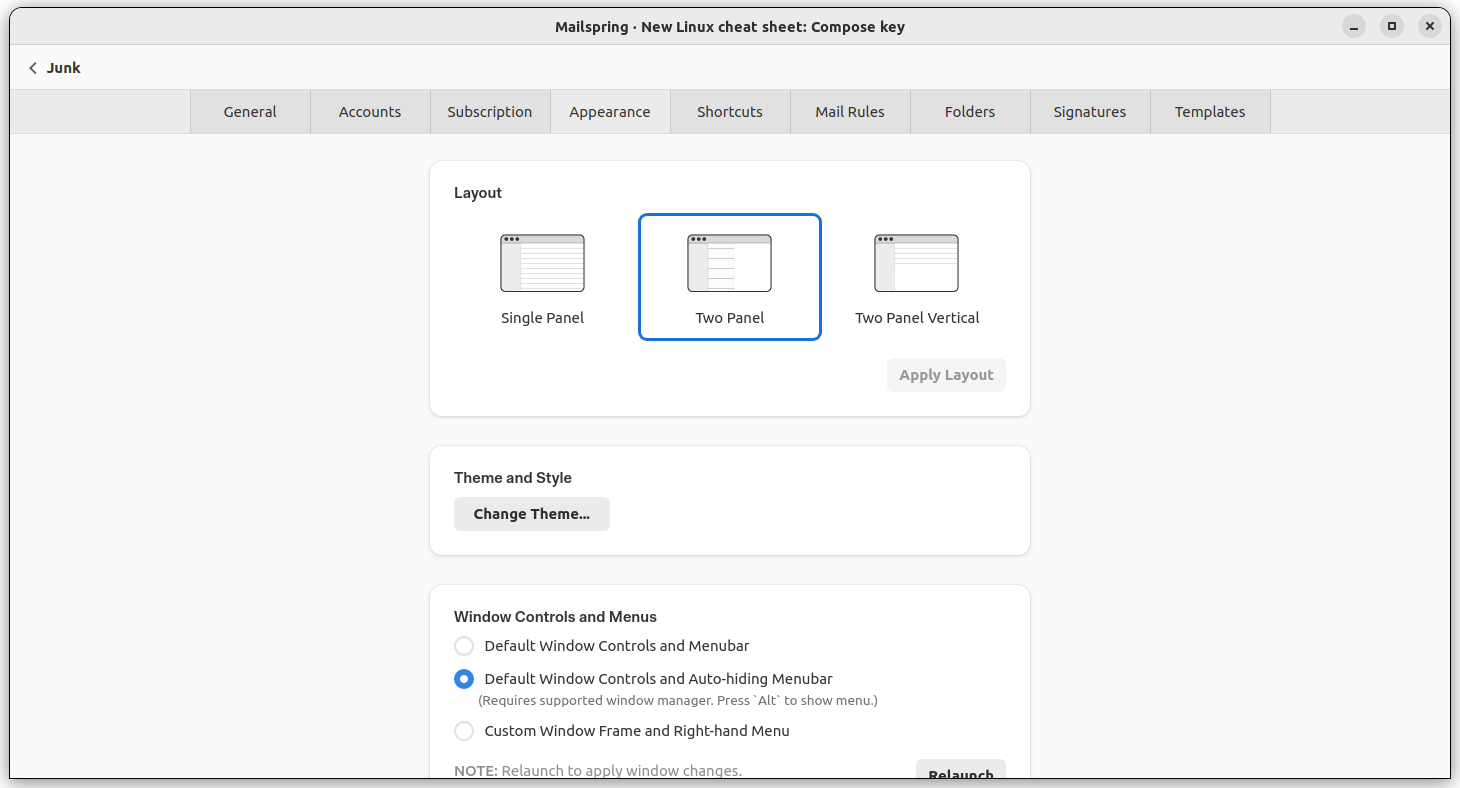 Mailspring · New Linux cheat sheet: Compose key
Junk
General Accounts Subscription Appearance Shortcuts Mail Rules Folders Signatures Templates
Layout
Single Panel Two Panel Two Panel Vertical
Apply Layout
Theme and Style
Change Theme...
Window Controls and Menus
Default Window Controls and Menubar
Default Window Controls and Auto-hiding Menubar
(Requires supported window manager. Press `Alt` to show menu.)
Custom Window Frame and Right-hand Menu
NOTE: Relaunch to apply window changes. Relaunch